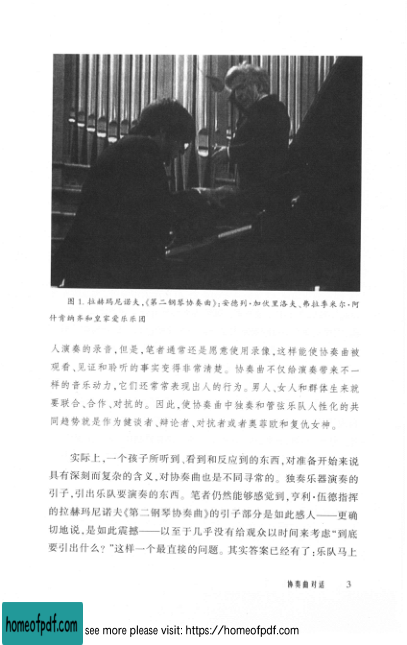 图 1. 拉赫玛尼诺夫,《第二钢琴协奏曲》;安德列·加伏里洛夫、弗拉季米尔·阿
什肯纳齐和皇家爱乐乐团
人演奏的录音,但是,笔者通常还是愿意使用录像,这样能使协奏曲被
观看、见证和聆听的事实变得非常清楚。协奏曲不仅给演奏带来不一
样的音乐动力,它们还常常表现出人的行为。男人、女人和群体生来就
要联合、合作、对抗的。因此,使协奏曲中独奏和管弦乐队人性化的共
同趋势就是作为健谈者、辩论者、对抗者或者奥菲欧和复仇女神。
实际上,一个孩子所听到、看到和反应到的东西,对准备开始来说
具有深刻而复杂的含义,对协奏曲也是不同寻常的。独奏乐器演奏的
引子,引出乐队要演奏的东西。笔者仍然能够感觉到,亨利·伍德指挥
的拉赫玛尼诺夫《第二钢琴协奏曲》的引子部分是如此感人——更确
切地说,是如此震撼——以至于几乎没有给观众以时间来考虑“到底
要引出什么?”这样一个最直接的问题。其实答案已经有了:乐队马上
协奏曲对话 3
homeofpdf.com
see more please visit: https://homeofpdf.com